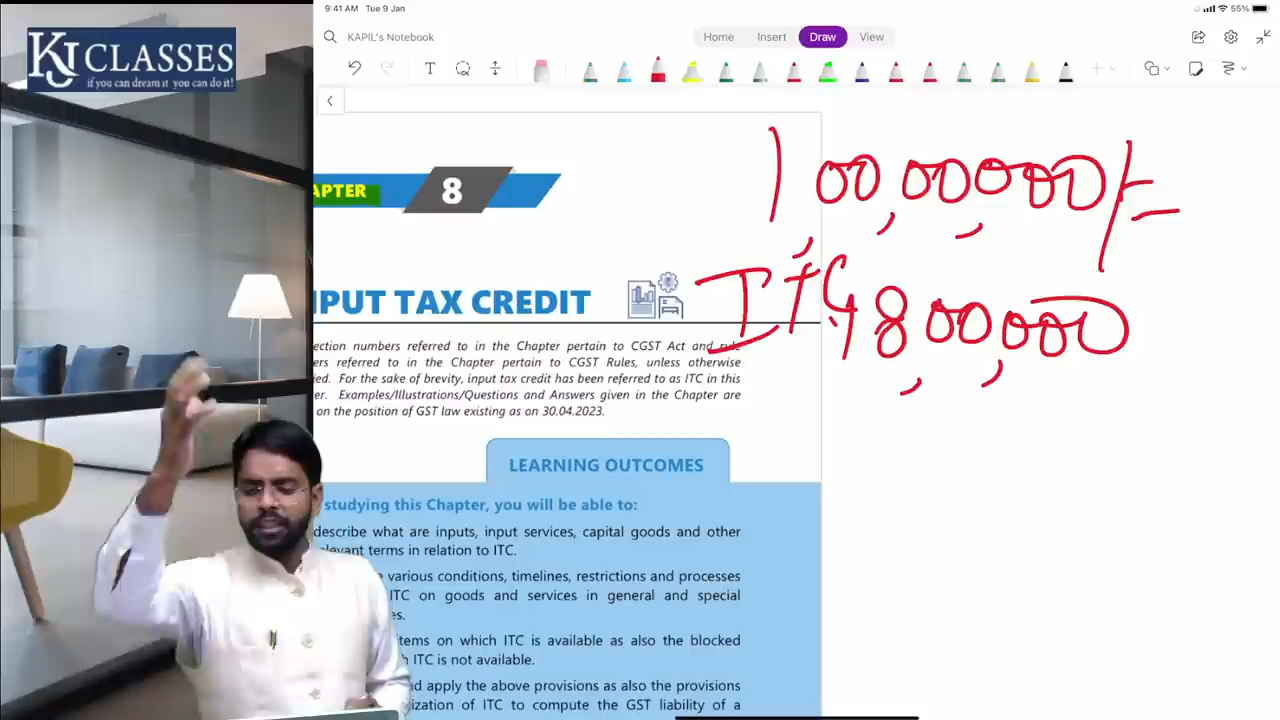 9:41 AM Tue 9 Jan
55%
KJ CLASSES
if you can dream it you can do it!
KAPIL's Notebook
Home Insert Draw View
APTER 8
100,00,000/-
NPUT TAX CREDIT
ITC 48 00,000
ection numbers referred to in the Chapter pertain to CGST Act and rule
ers referred to in the Chapter pertain to CGST Rules, unless otherwise
ied. For the sake of brevity, input tax credit has been referred to as ITC in this
er. Examples/Illustrations/Questions and Answers given in the Chapter are
on the position of GST law existing as on 30.04.2023.
LEARNING OUTCOMES
studying this Chapter, you will be able to:
describe what are inputs, input services, capital goods and other
elevant terms in relation to ITC.
various conditions, timelines, restrictions and processes
ITC on goods and services in general and special
es.
items on which ITC is available as also the blocked
h ITC is not available.
d apply the above provisions as also the provisions
ization of ITC to compute the GST liability of a